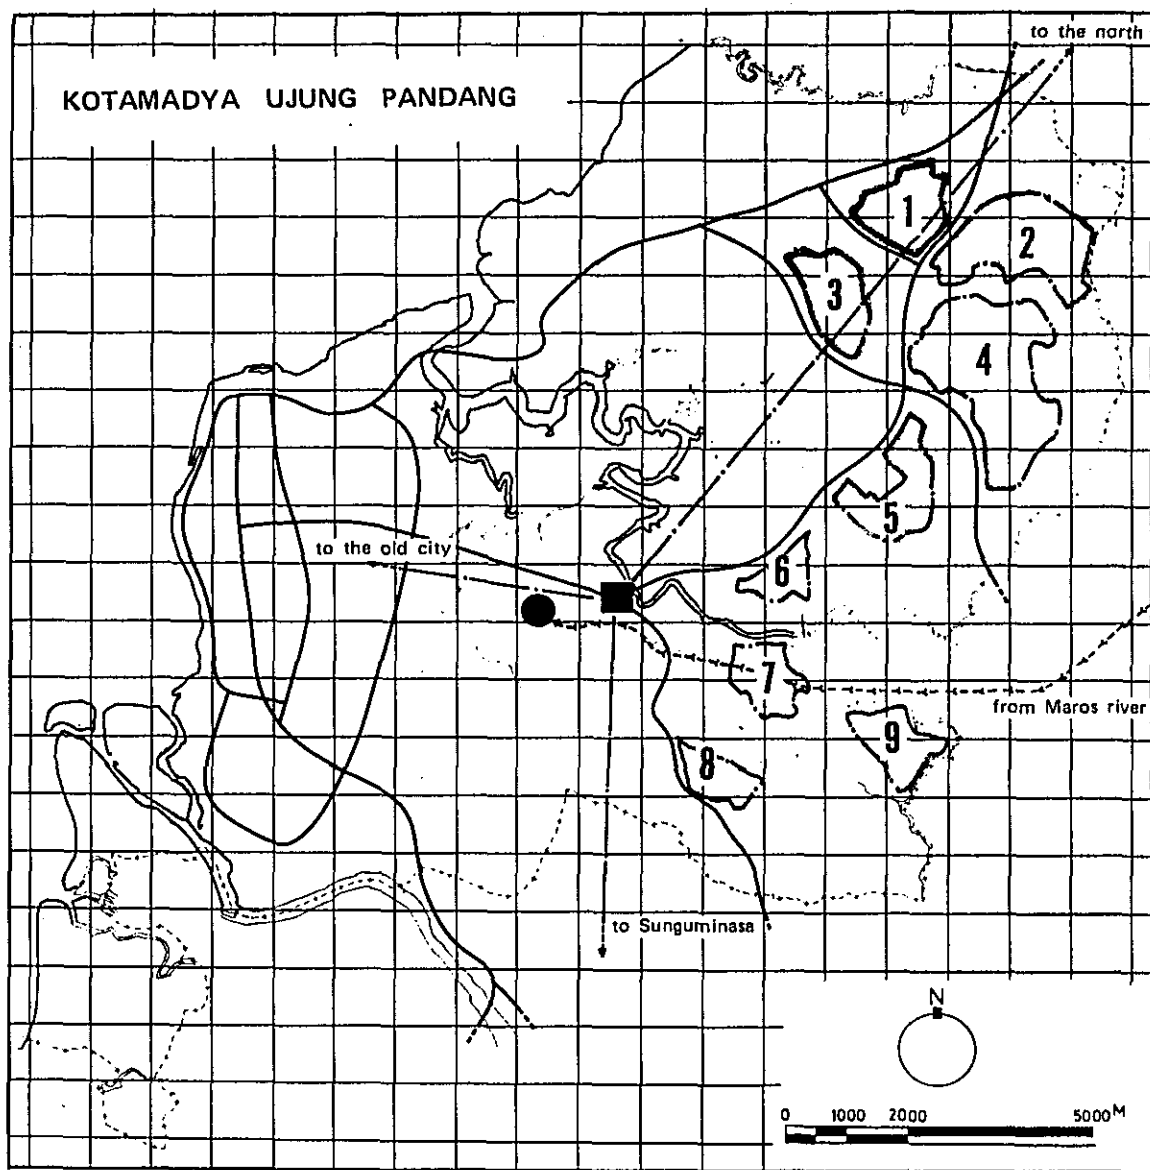 to the north
KOTAMADYA UJUNG PANDANG
1
2
3
4
5
to the old city
6
7
from Maros river
9
8
to Sunguminasa
N
0 1000 2000 5000 M